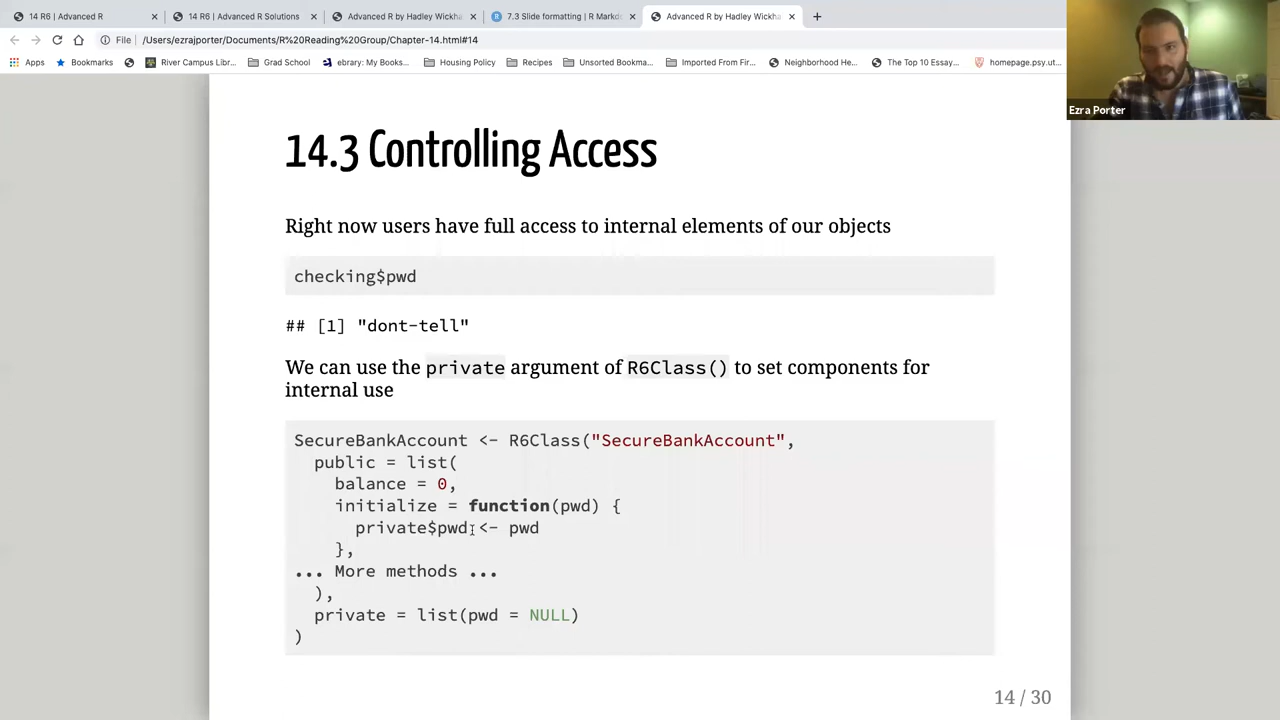 14 R6 | Advanced R
14 R6 | Advanced R Solutions
Advanced R by Hadley Wickha
7.3 Slide formatting | R Markd
Advanced R by Hadley Wickha
File
/Users/ezrajporter/Documents/R%20Reading%20Group/Chapter-14.html#14
Apps
Bookmarks
River Campus Libr...
Grad School
ebrary: My Books...
Housing Policy
Recipes
Unsorted Bookma...
Imported From Fir...
Neighborhood He...
The Top 10 Essay...
homepage.psy.ut...
Ezra Porter
14.3 Controlling Access
Right now users have full access to internal elements of our objects
checking$pwd
## [1] "dont-tell"
We can use the private argument of R6Class() to set components for
internal use
SecureBankAccount <- R6Class("SecureBankAccount",
public = list(
balance = 0,
initialize = function(pwd) {
private$pwd <- pwd
},
... More methods ...
),
private = list(pwd = NULL)
)
14 / 30